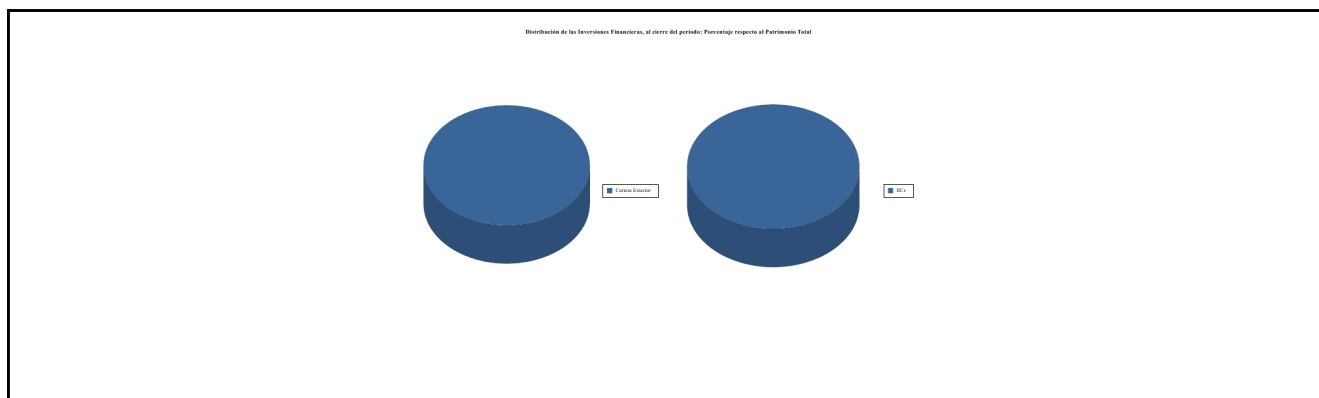 Distribución de las Inversiones Financieras, al cierre del período: Porcentaje respecto al Patrimonio Total
Cartera Exterior
IICs